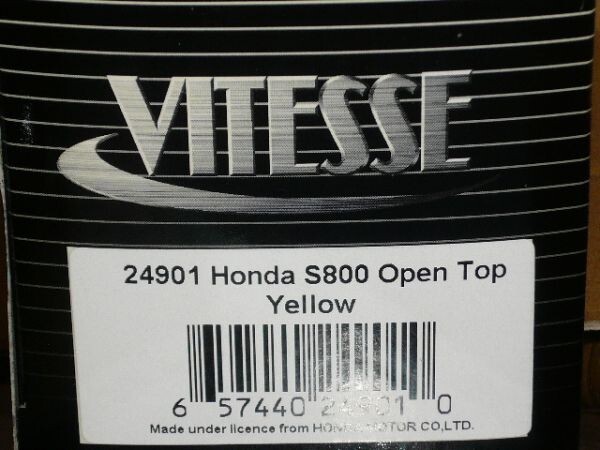 VITESSE
24901 Honda S800 Open Top
Yellow
6 57440 24901 0
Made under licence from HONDA MOTOR CO,LTD.